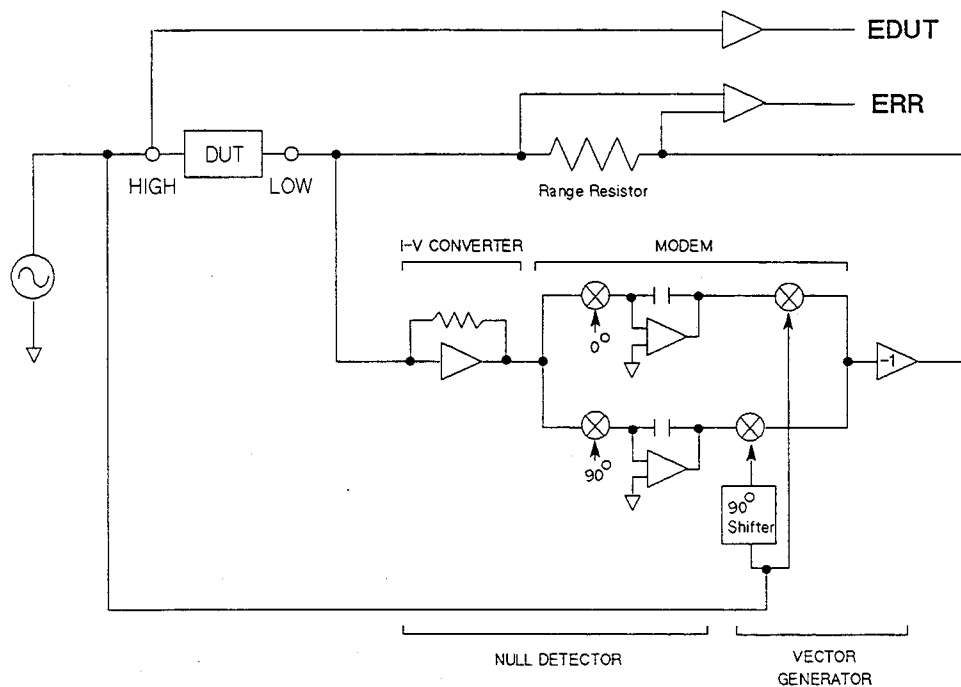 EDUT
ERR
DUT
HIGH
LOW
Range Resistor
I-V CONVERTER
MODEM
0°
-1
90°
90°
Shifter
NULL DETECTOR
VECTOR
GENERATOR